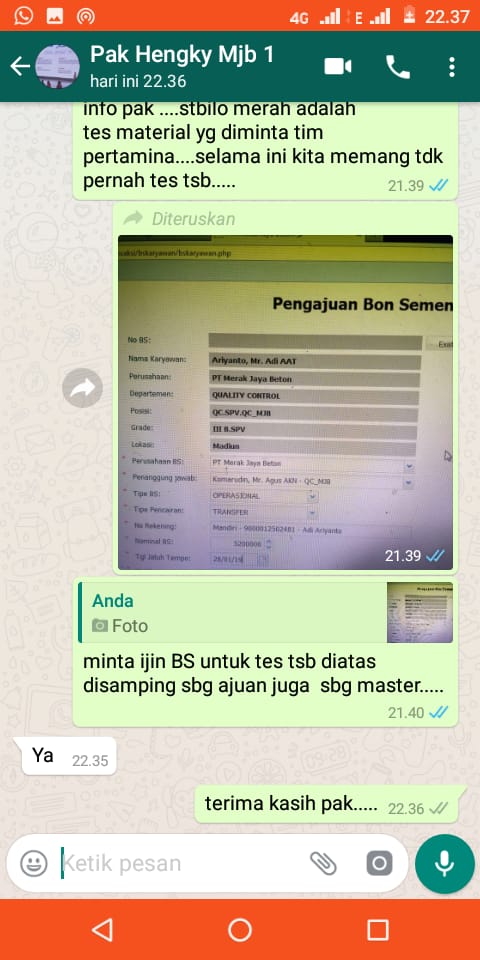 4G E 22.37
Pak Hengky Mjb 1
hari ini 22.36
info pak ....stbilo merah adalah
tes material yg diminta tim
pertamina....selama ini kita memang tdk
pernah tes tsb.....
21.39
Diteruskan
/bskaryawan/bskaryawan.php
Pengajuan Bon Semen
No BS:
Nama Karyawan: Ariyanto, Mr. Adi AAT
Perusahaan: PT Merak Jaya Beton
Departemen: QUALITY CONTROL
Posisi: QC.SPV.QC_MJB
Grade: III B.SPV
Lokasi: Madiun
* Perusahaan BS: PT Merak Jaya Beton
* Penanggung jawab: Komarudin, Mr. Agus AKN - QC_MJB
* Tipe BS: OPERASIONAL
* Tipe Pencairan: TRANSFER
* No Rekening: Mandiri - 9000012502481 - Adi Ariyanto
* Nominal BS: 5200000
* Tgl Jatuh Tempo: 28/01/19
21.39
Anda
Foto
Pengajuan Bon Semen
minta ijin BS untuk tes tsb diatas
disamping sbg ajuan juga sbg master.....
21.40
Ya 22.35
terima kasih pak..... 22.36
Ketik pesan